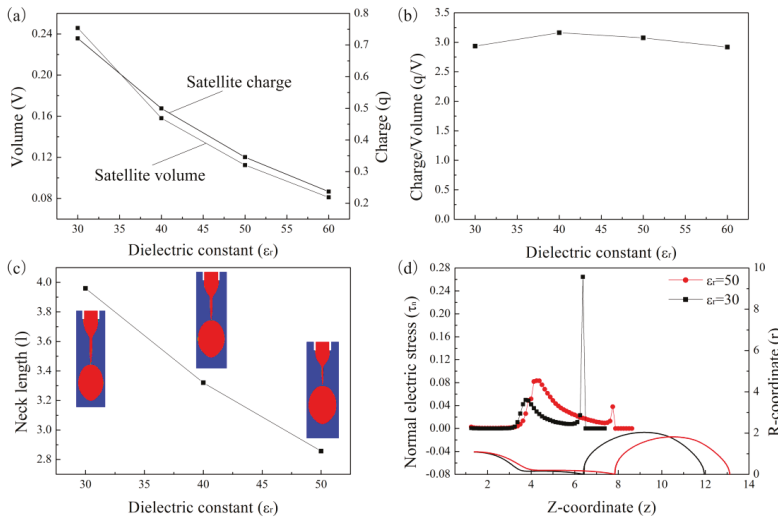 (a)
0.24
0.20
0.16
0.12
0.08
Volume (V)
0.8
0.7
0.6
0.5
0.4
0.3
0.2
Charge (q)
Satellite charge
Satellite volume
30 35 40 45 50 55 60
Dielectric constant (εr)
(b)
5.0
4.5
4.0
3.5
3.0
2.5
2.0
1.5
1.0
0.5
0.0
Charge/Volume (q/V)
30 35 40 45 50 55 60
Dielectric constant (εr)
(c)
4.0
3.8
3.6
3.4
3.2
3.0
2.8
Neck length (l)
30 35 40 45 50
Dielectric constant (εr)
(d)
0.28
0.24
0.20
0.16
0.12
0.08
0.04
0.00
-0.04
-0.08
Normal electric stress (τn)
εr=50
εr=30
10
8
6
4
2
0
R-coordinate (r)
2 4 6 8 10 12 14
Z-coordinate (z)